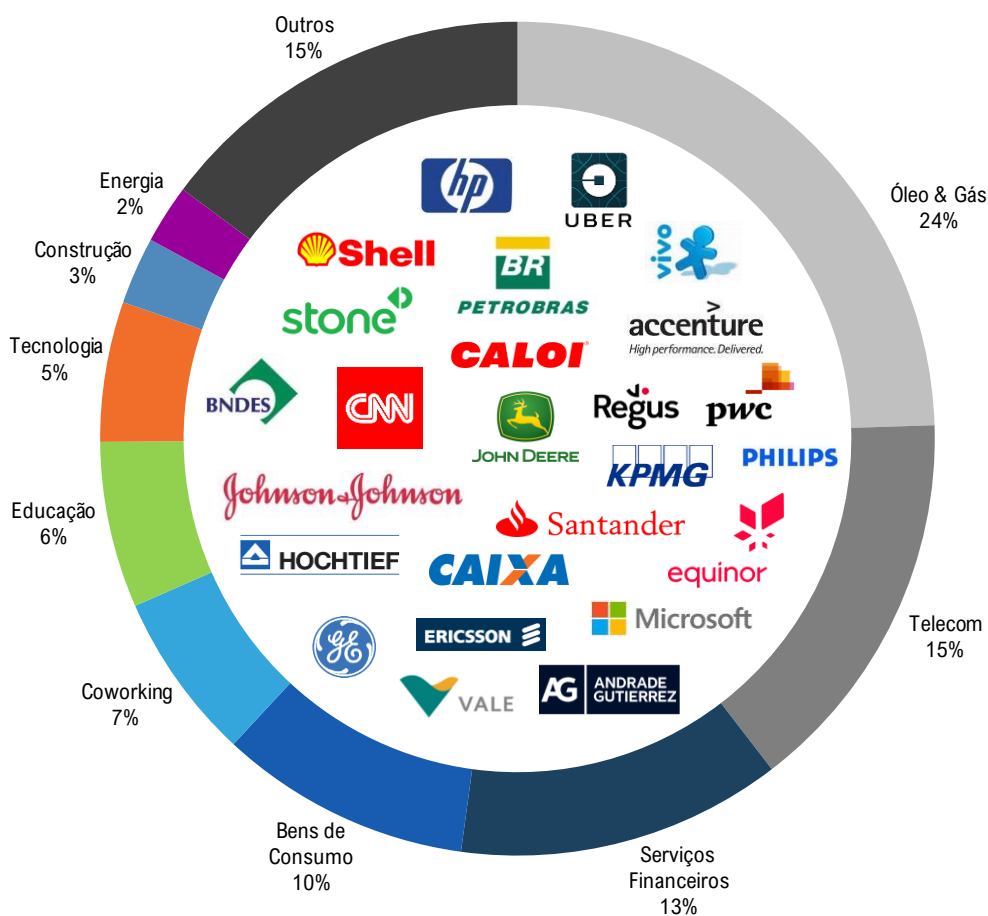 Outros
15%
Óleo & Gás
24%
Telecom
15%
Serviços
Financeiros
13%
Bens de
Consumo
10%
Coworking
7%
Educação
6%
Tecnologia
5%
Construção
3%
Energia
2%
hp
UBER
Shell
BR
PETROBRAS
vivo
stone
accenture
High performance. Delivered.
CALOI
BNDES
CNN
JOHN DEERE
Regus
pwc
KPMG
PHILIPS
Johnson & Johnson
Santander
equinor
HOCHTIEF
CAIXA
GE
ERICSSON
Microsoft
VALE
AG
ANDRADE
GUTIERREZ